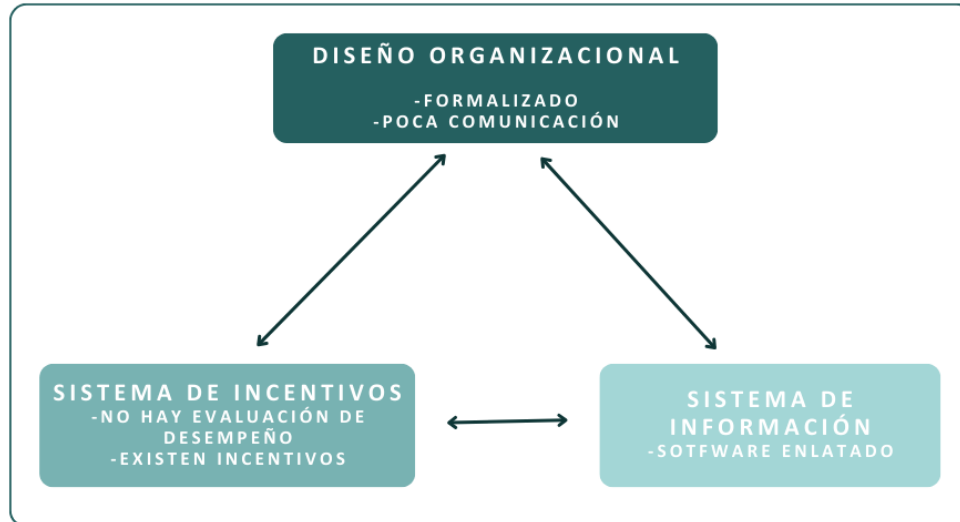 DISEÑO ORGANIZACIONAL
-FORMALIZADO
-POCA COMUNICACIÓN
SISTEMA DE INCENTIVOS
-NO HAY EVALUACIÓN DE
DESEMPEÑO
-EXISTEN INCENTIVOS
SISTEMA DE
INFORMACIÓN
-SOTFWARE ENLATADO